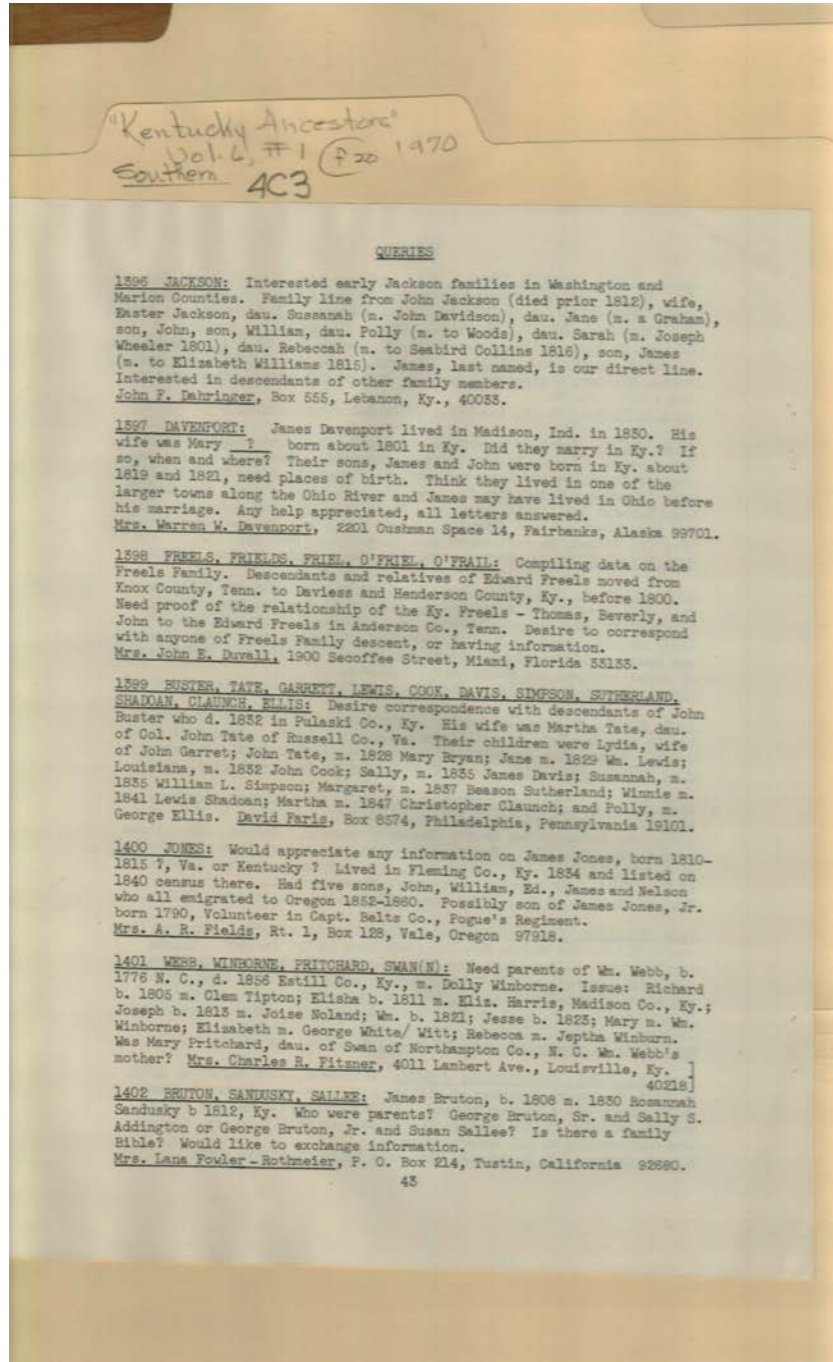 "Kentucky Ancestors"
Vol. 6, #1 f20 1970
Southern 4C3
QUERIES
1396 JACKSON: Interested early Jackson families in Washington and
Marion Counties. Family line from John Jackson (died prior 1812), wife,
Easter Jackson, dau. Sussanah (m. John Davidson), dau. Jane (m. a Graham),
son, John, son, William, dau. Polly (m. to Woods), dau. Sarah (m. Joseph
Wheeler 1801), dau. Rebeccah (m. to Seabird Collins 1816), son, James
(m. to Elizabeth Williams 1815). James, last named, is our direct line.
Interested in descendants of other family members.
John F. Dahringer, Box 555, Lebanon, Ky., 40033.
1397 DAVENPORT: James Davenport lived in Madison, Ind. in 1830. His
wife was Mary ? born about 1801 in Ky. Did they marry in Ky.? If
so, when and where? Their sons, James and John were born in Ky. about
1819 and 1821, need places of birth. Think they lived in one of the
larger towns along the Ohio River and James may have lived in Ohio before
his marriage. Any help appreciated, all letters answered.
Mrs. Warren W. Davenport, 2201 Cushman Space 14, Fairbanks, Alaska 99701.
1398 FREELS, FRIELDS, FRIEL, O'FRIEL, O'FRAIL: Compiling data on the
Freels Family. Descendants and relatives of Edward Freels moved from
Knox County, Tenn. to Daviess and Henderson County, Ky., before 1800.
Need proof of the relationship of the Ky. Freels - Thomas, Beverly, and
John to the Edward Freels in Anderson Co., Tenn. Desire to correspond
with anyone of Freels Family descent, or having information.
Mrs. John E. Duvall, 1900 Secoffee Street, Miami, Florida 33133.
1399 BUSTER, TATE, GARRETT, LEWIS, COOK, DAVIS, SIMPSON, SUTHERLAND,
SHADOAN, CLAUNCH, ELLIS: Desire correspondence with descendants of John
Buster who d. 1832 in Pulaski Co., Ky. His wife was Martha Tate, dau.
of Col. John Tate of Russell Co., Va. Their children were Lydia, wife
of John Garret; John Tate, m. 1828 Mary Bryan; Jane m. 1829 Wm. Lewis;
Louisiana, m. 1832 John Cook; Sally, m. 1835 James Davis; Susannah, m.
1835 William L. Simpson; Margaret, m. 1837 Beason Sutherland; Winnie m.
1841 Lewis Shadoan; Martha m. 1847 Christopher Claunch; and Polly, m.
George Ellis. David Faris, Box 8574, Philadelphia, Pennsylvania 19101.
1400 JONES: Would appreciate any information on James Jones, born 1810-
1815 ?, Va. or Kentucky ? Lived in Fleming Co., Ky. 1834 and listed on
1840 census there. Had five sons, John, William, Ed., James and Nelson
who all emigrated to Oregon 1852-1860. Possibly son of James Jones, Jr.
born 1790, Volunteer in Capt. Belts Co., Pogue's Regiment.
Mrs. A. R. Fields, Rt. 1, Box 128, Vale, Oregon 97918.
1401 WEBB, WINBORNE, PRITCHARD, SWAN(N): Need parents of Wm. Webb, b.
1776 N. C., d. 1856 Estill Co., Ky., m. Dolly Winborne. Issue: Richard
b. 1805 m. Clem Tipton; Elisha b. 1811 m. Eliz. Harris, Madison Co., Ky.;
Joseph b. 1813 m. Joise Noland; Wm. b. 1821; Jesse b. 1823; Mary m. Wm.
Winborne; Elizabeth m. George White/ Witt; Rebecca m. Jeptha Winburn.
Was Mary Pritchard, dau. of Swan of Northampton Co., N. C. Wm. Webb's
mother? Mrs. Charles R. Fitzner, 4011 Lambert Ave., Louisville, Ky. ]
40218]
1402 BRUTON, SANDUSKY, SALLEE: James Bruton, b. 1808 m. 1830 Rosannah
Sandusky b 1812, Ky. Who were parents? George Bruton, Sr. and Sally S.
Addington or George Bruton, Jr. and Susan Sallee? Is there a family
Bible? Would like to exchange information.
Mrs. Lana Fowler - Rothmeier, P. O. Box 214, Tustin, California 92680.
43